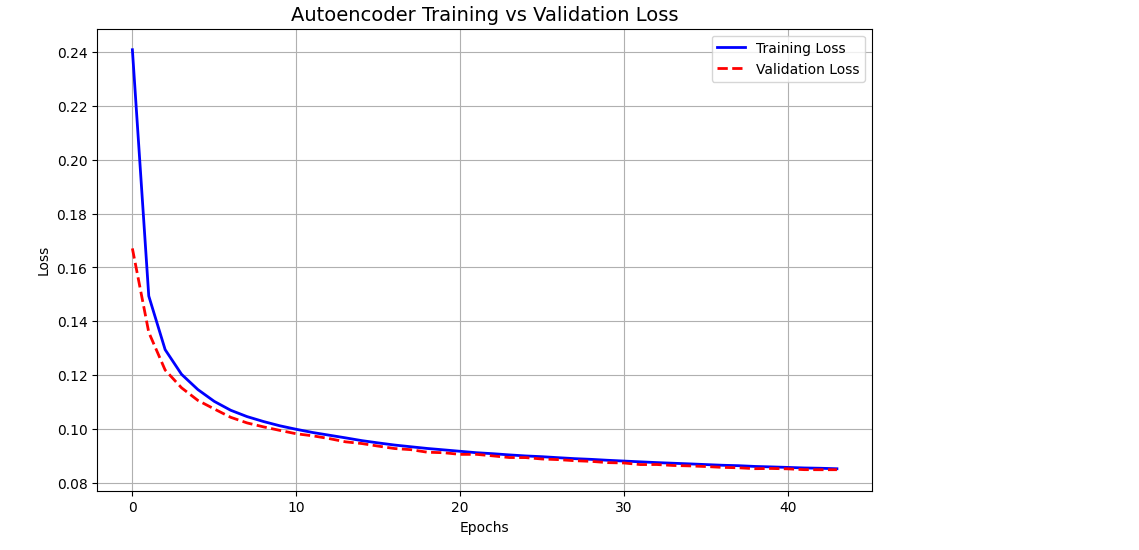 Autoencoder Training vs Validation Loss
Training Loss
Validation Loss
0.24
0.22
0.20
0.18
0.16
0.14
0.12
0.10
0.08
Loss
0 10 20 30 40
Epochs